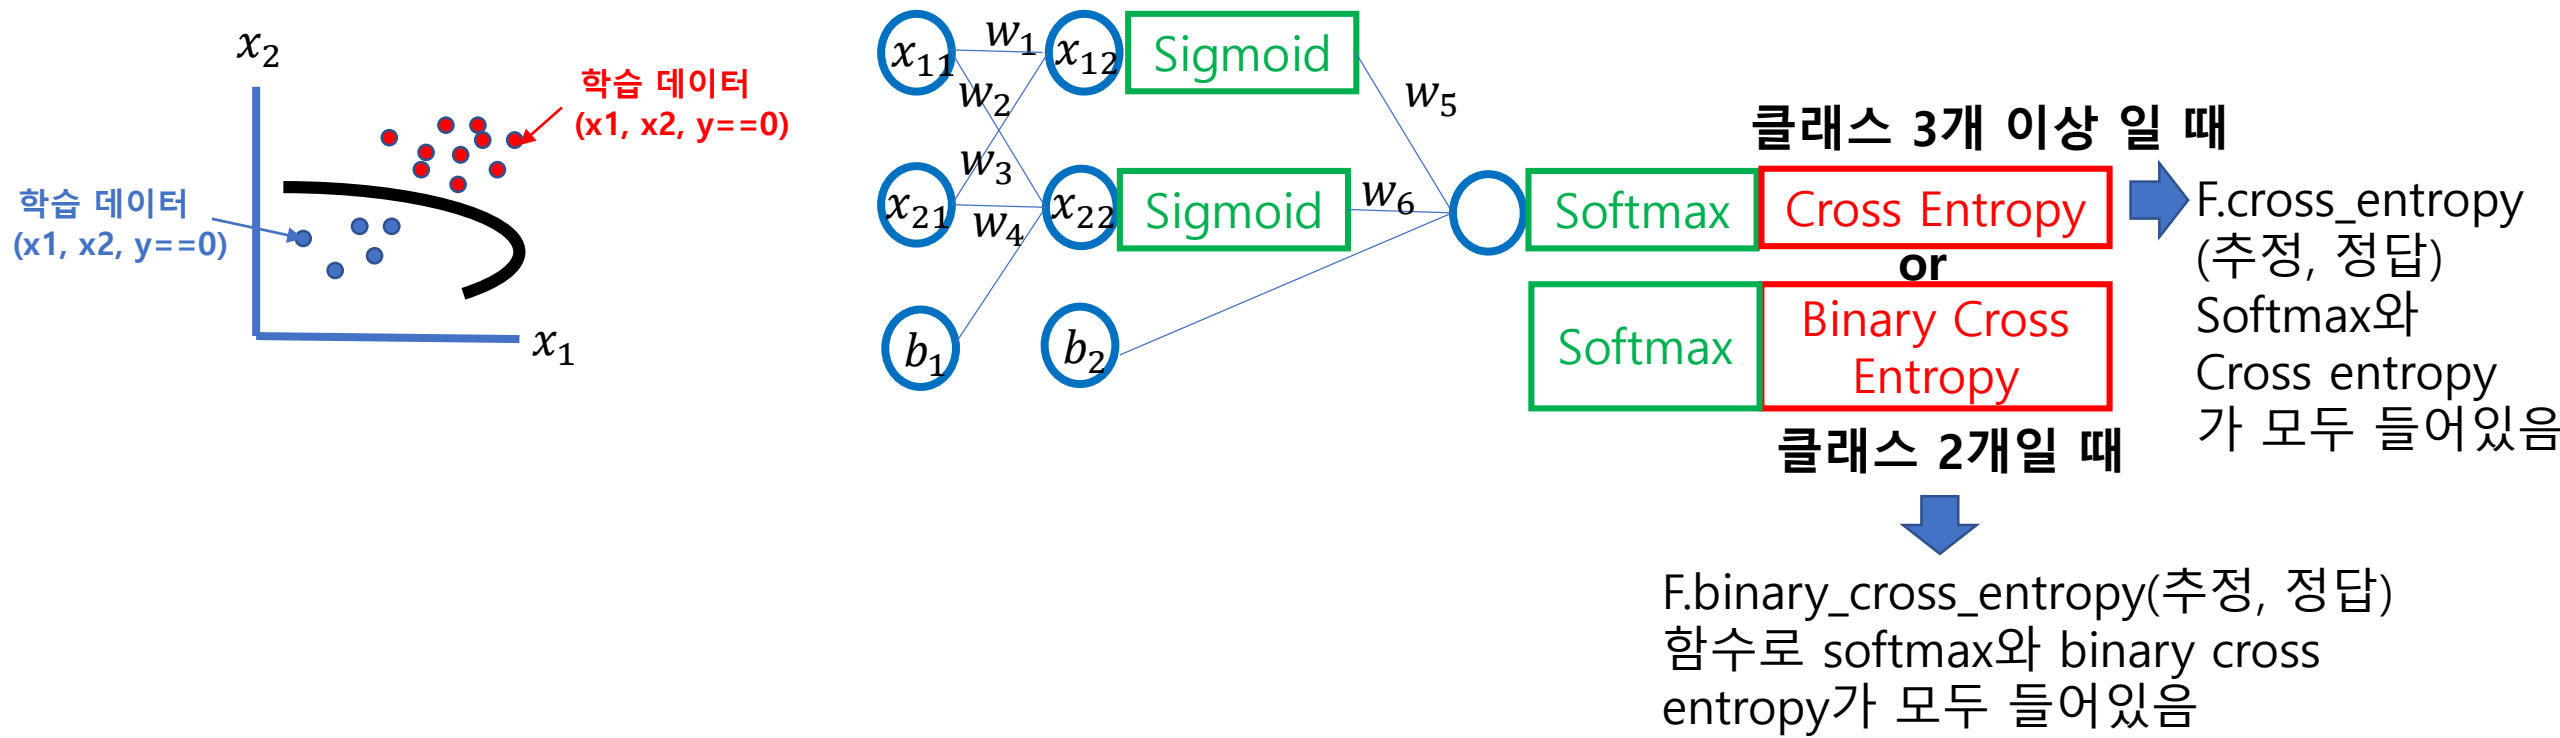 x₂
학습 데이터
(x1, x2, y==0)
학습 데이터
(x1, x2, y==0)
x₁
x₁₁
w₁
x₁₂
Sigmoid
w₂
w₅
w₃
x₂₁
w₄
x₂₂
Sigmoid
w₆
b₁
b₂
클래스 3개 이상 일 때
Softmax
Cross Entropy
or
Softmax
Binary Cross
Entropy
클래스 2개일 때
F.cross_entropy
(추정, 정답)
Softmax와
Cross entropy
가 모두 들어있음
F.binary_cross_entropy(추정, 정답)
함수로 softmax와 binary cross
entropy가 모두 들어있음